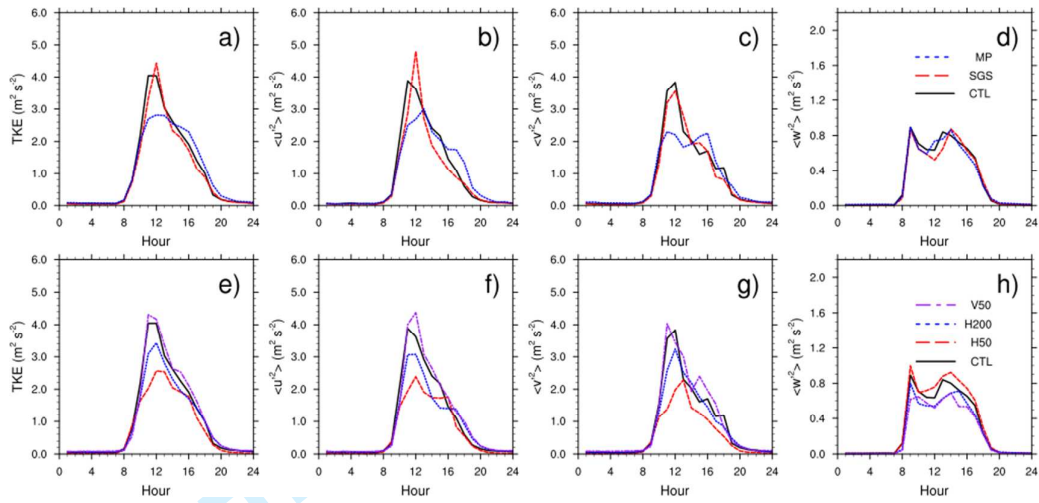 a)
TKE (m² s⁻²)
6.0
5.0
4.0
3.0
2.0
1.0
0.0
0 4 8 12 16 20 24
Hour
b)
<u'²> (m² s⁻²)
6.0
5.0
4.0
3.0
2.0
1.0
0.0
0 4 8 12 16 20 24
Hour
c)
<v'²> (m² s⁻²)
6.0
5.0
4.0
3.0
2.0
1.0
0.0
0 4 8 12 16 20 24
Hour
d)
<w'²> (m² s⁻²)
2.0
1.6
1.2
0.8
0.4
0.0
MP
SGS
CTL
0 4 8 12 16 20 24
Hour
e)
TKE (m² s⁻²)
6.0
5.0
4.0
3.0
2.0
1.0
0.0
0 4 8 12 16 20 24
Hour
f)
<u'²> (m² s⁻²)
6.0
5.0
4.0
3.0
2.0
1.0
0.0
0 4 8 12 16 20 24
Hour
g)
<v'²> (m² s⁻²)
6.0
5.0
4.0
3.0
2.0
1.0
0.0
0 4 8 12 16 20 24
Hour
h)
<w'²> (m² s⁻²)
2.0
1.6
1.2
0.8
0.4
0.0
V50
H200
H50
CTL
0 4 8 12 16 20 24
Hour